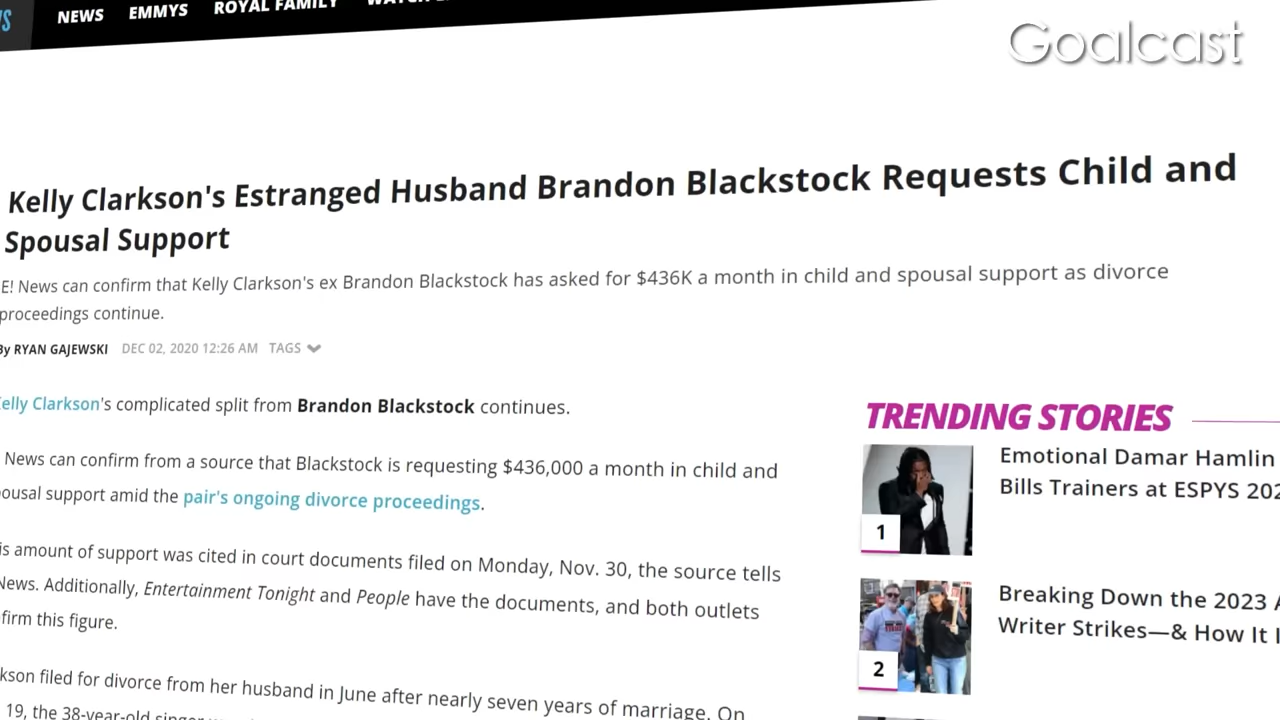 NEWS EMMYS ROYAL FAMILY
Goalcast
Kelly Clarkson's Estranged Husband Brandon Blackstock Requests Child and
Spousal Support
E! News can confirm that Kelly Clarkson's ex Brandon Blackstock has asked for $436K a month in child and spousal support as divorce
proceedings continue.
By RYAN GAJEWSKI DEC 02, 2020 12:26 AM TAGS
elly Clarkson's complicated split from Brandon Blackstock continues.
News can confirm from a source that Blackstock is requesting $436,000 a month in child and
ousal support amid the pair's ongoing divorce proceedings.
is amount of support was cited in court documents filed on Monday, Nov. 30, the source tells
News. Additionally, Entertainment Tonight and People have the documents, and both outlets
firm this figure.
kson filed for divorce from her husband in June after nearly seven years of marriage. On
19, the 38-year-old singer
TRENDING STORIES
Emotional Damar Hamlin
Bills Trainers at ESPYS 202
1
Breaking Down the 2023 A
Writer Strikes—& How It I
2